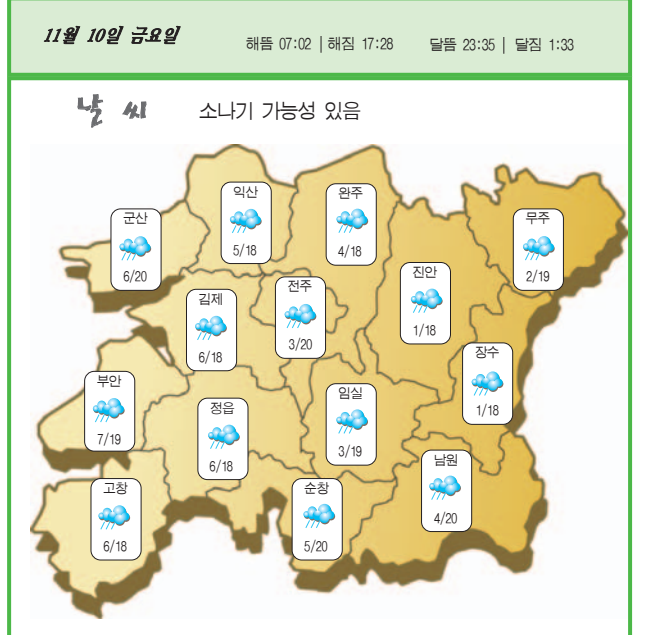 11월 10일 금요일
해뜸 07:02 | 해짐 17:28 달뜸 23:35 | 달짐 1:33
날씨 소나기 가능성 있음
익산
5/18
완주
4/18
군산
6/20
무주
2/19
진안
1/18
전주
3/20
김제
6/18
장수
1/18
부안
7/19
정읍
6/18
임실
3/19
남원
4/20
고창
6/18
순창
5/20